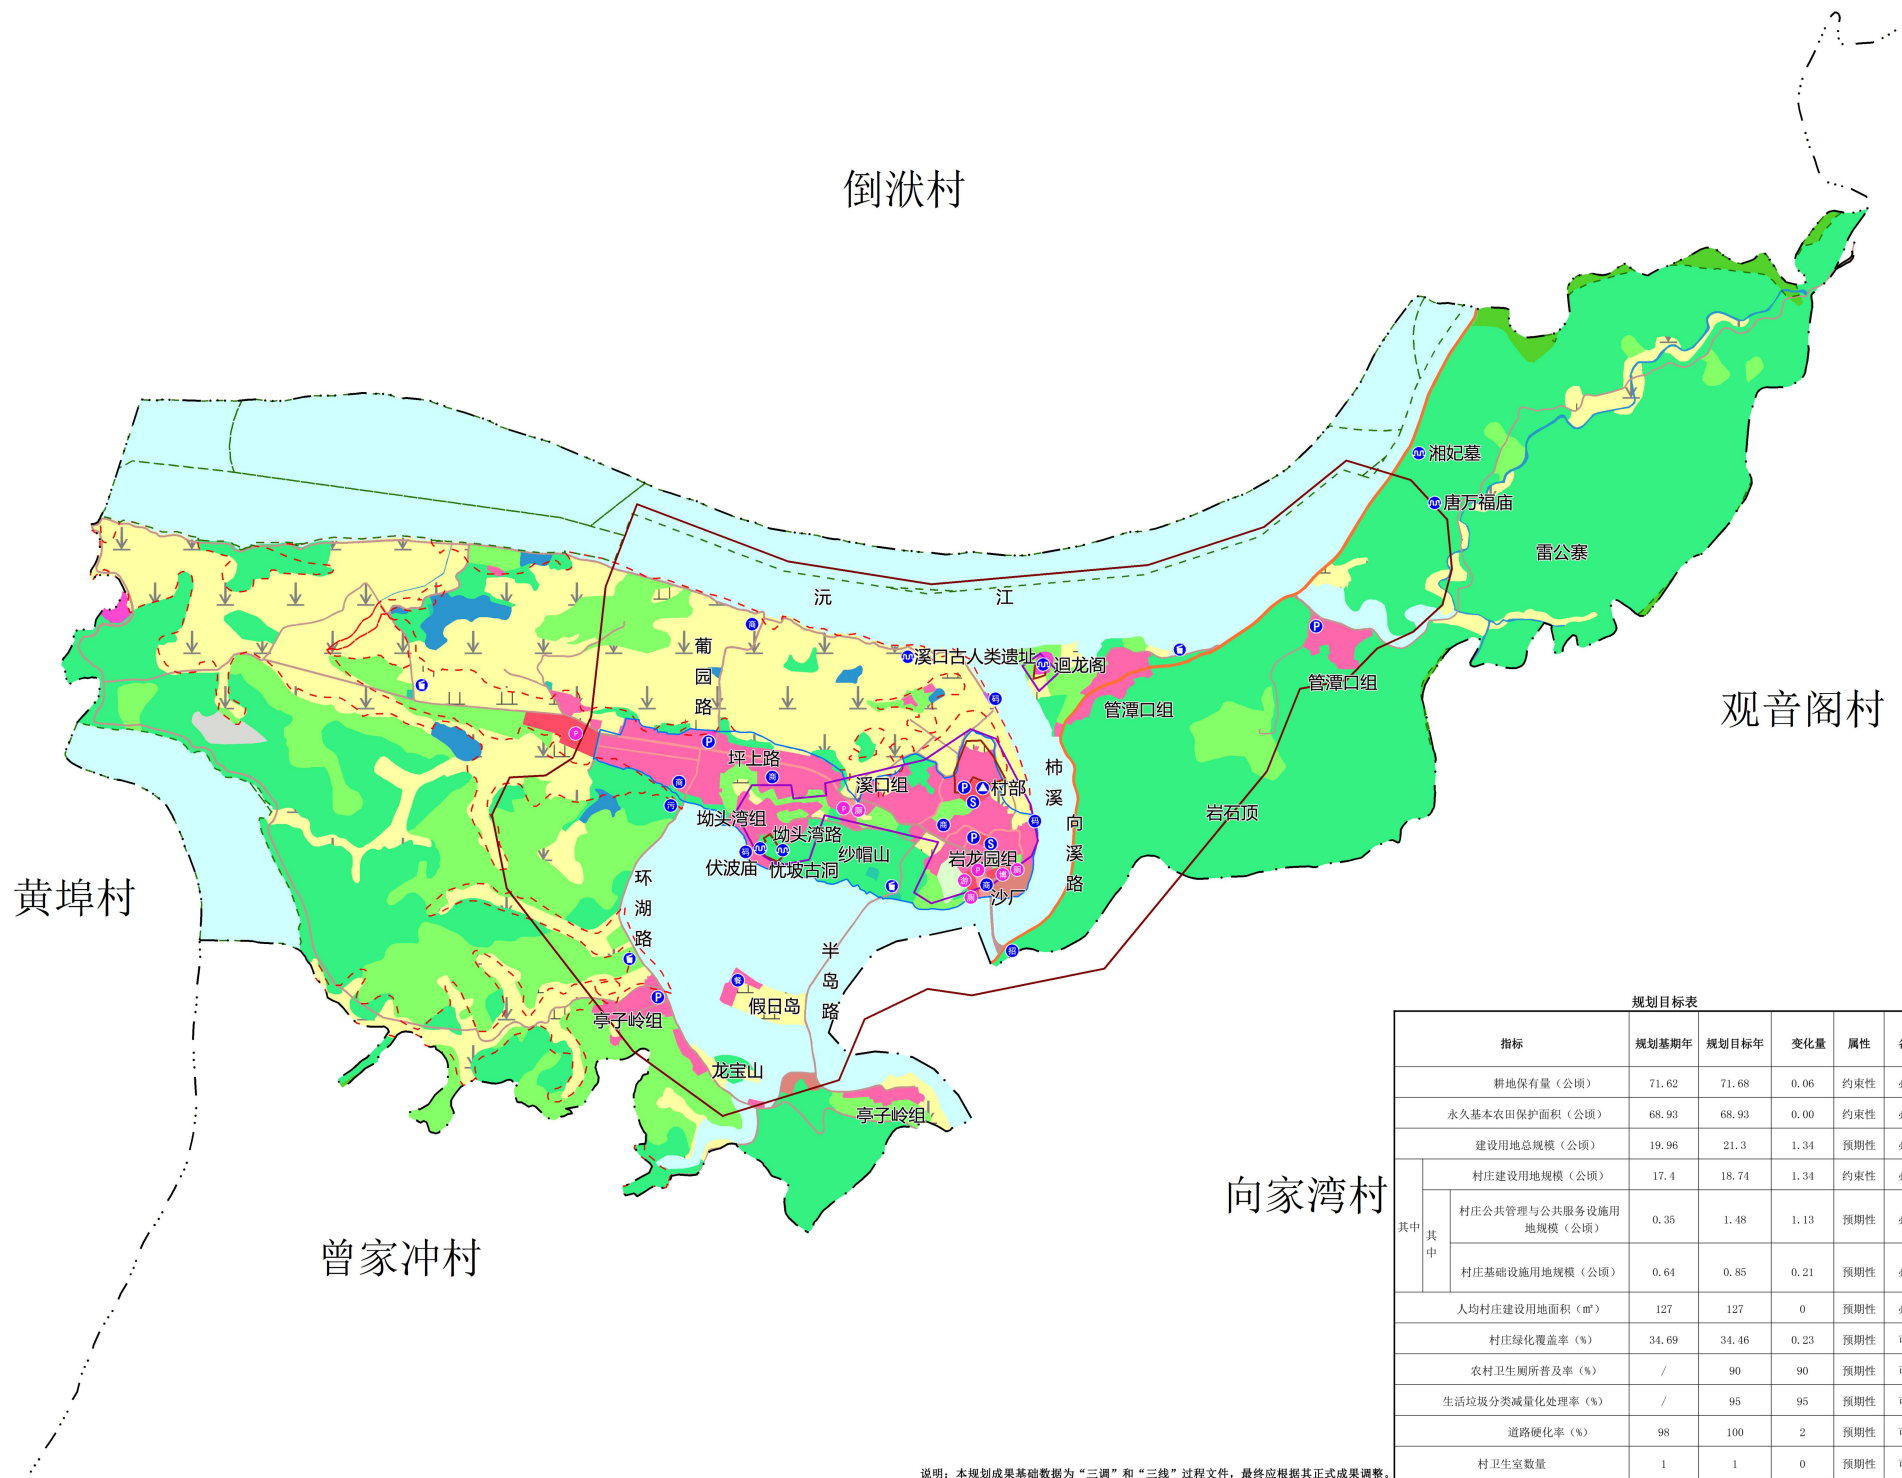 倒洑村
湘妃墓
唐万福庙
雷公寨
沅江
葡园路
溪口古人类遗址
迴龙阁
管潭口组
管潭口组
观音阁村
坪上路
溪口组
村部
柿溪
向溪路
岩石顶
坳头湾组
坳头湾路
纱帽山
岩龙园组
伏波庙
优坡古洞
沙厂
黄埠村
环湖路
半岛路
假日岛
亭子岭组
龙宝山
亭子岭组
向家湾村
曾家冲村
规划目标表
指标 规划基期年 规划目标年 变化量 属性
耕地保有量（公顷） 71.62 71.68 0.06 约束性
永久基本农田保护面积（公顷） 68.93 68.93 0.00 约束性
建设用地总规模（公顷） 19.96 21.3 1.34 预期性
其中 村庄建设用地规模（公顷） 17.4 18.74 1.34 约束性
其中 村庄公共管理与公共服务设施用
地规模（公顷） 0.35 1.48 1.13 预期性
村庄基础设施用地规模（公顷） 0.64 0.85 0.21 预期性
人均村庄建设用地面积（㎡） 127 127 0 预期性
村庄绿化覆盖率（%） 34.69 34.46 0.23 预期性
农村卫生厕所普及率（%） / 90 90 预期性
生活垃圾分类减量化处理率（%） / 95 95 预期性
道路硬化率（%） 98 100 2 预期性
村卫生室数量 1 1 0 预期性
说明：本规划成果基础数据为“三调”和“三线”过程文件，最终应根据其正式成果调整。